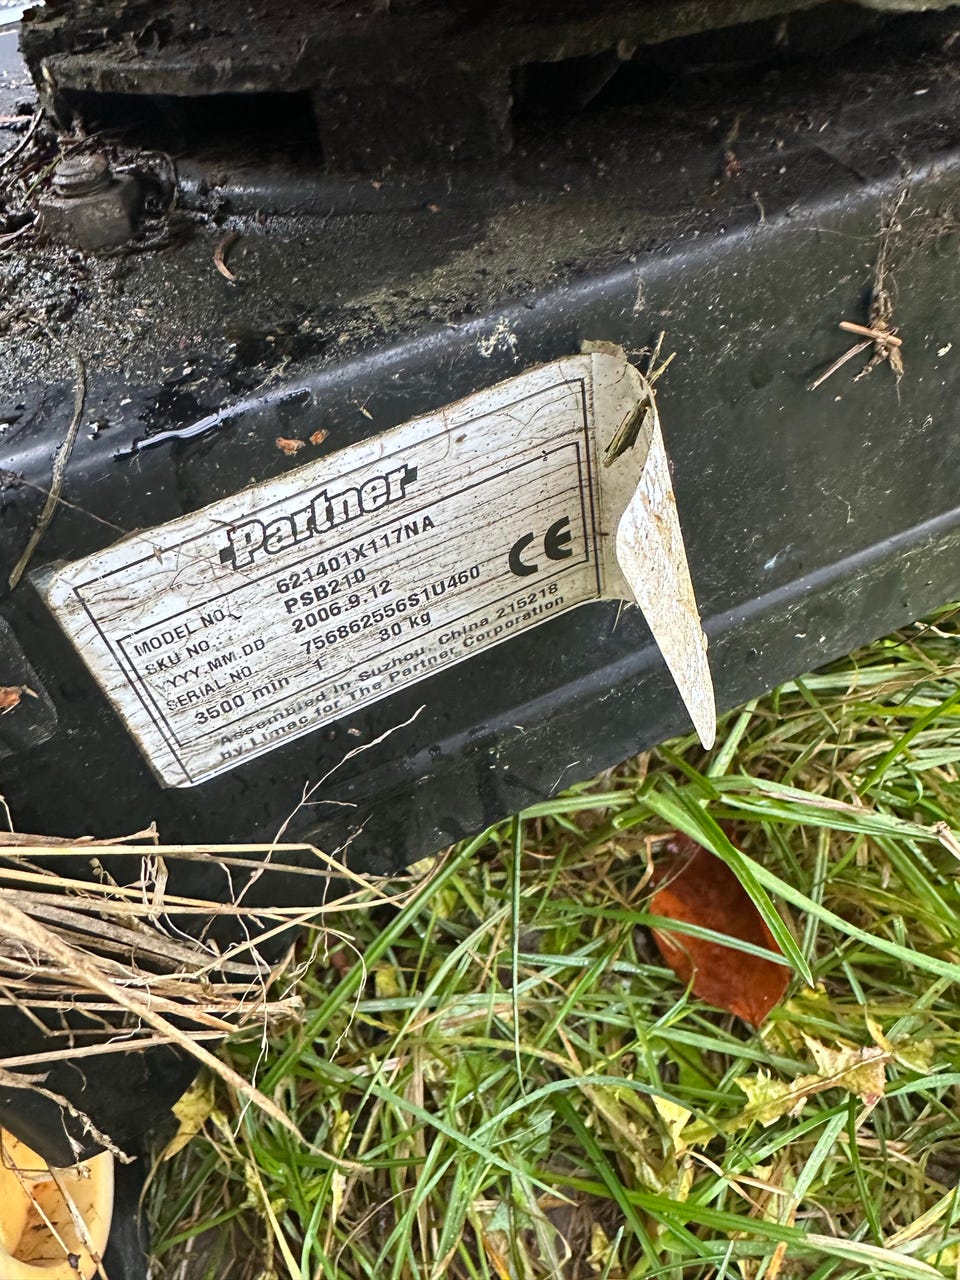 Partner
MODEL NO. 621401X117NA
SKU NO. PSB210
YYYY.MM.DD 2006.9.12
SERIAL NO. 756862556S1U460
3500 min⁻¹ 30 kg
CE
Assembled in Suzhou, China 215218
by Limac for The Partner Corporation